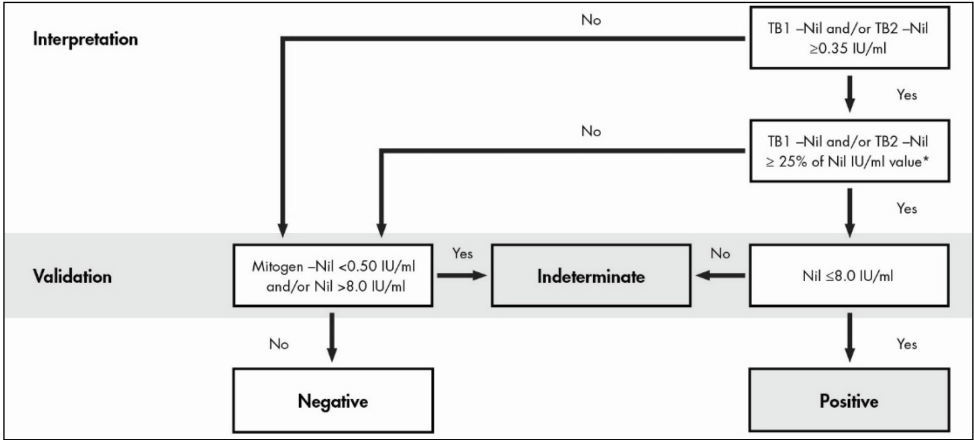 No
Interpretation
TB1 –Nil and/or TB2 –Nil
≥0.35 IU/ml
Yes
No
TB1 –Nil and/or TB2 –Nil
≥ 25% of Nil IU/ml value*
Yes
Validation
Mitogen –Nil <0.50 IU/ml
and/or Nil >8.0 IU/ml
Yes
Indeterminate
No
Nil ≤8.0 IU/ml
No
Yes
Negative
Positive